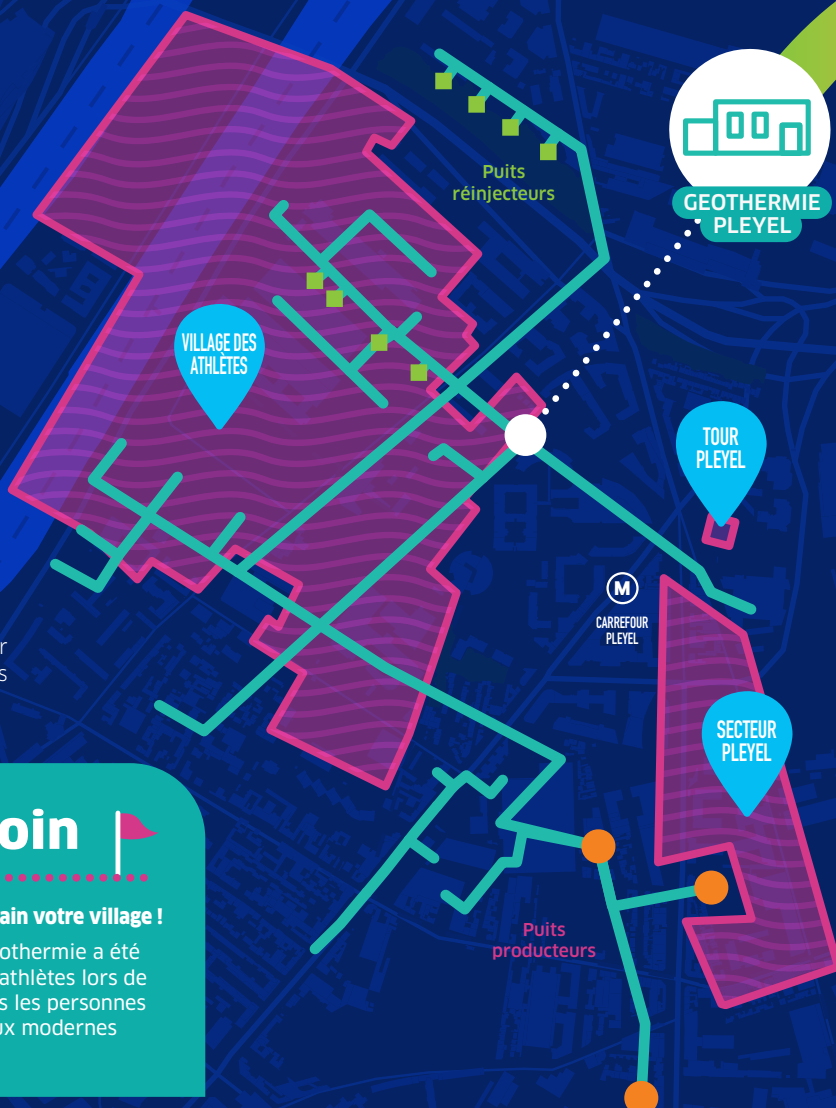 Puits
réinjecteurs
GEOTHERMIE
PLEYEL
VILLAGE DES
ATHLÈTES
TOUR
PLEYEL
M
CARREFOUR
PLEYEL
r
s
SECTEUR
PLEYEL
oin
ain votre village !
othermie a été
athlètes lors de
s les personnes
ux modernes
Puits
producteurs